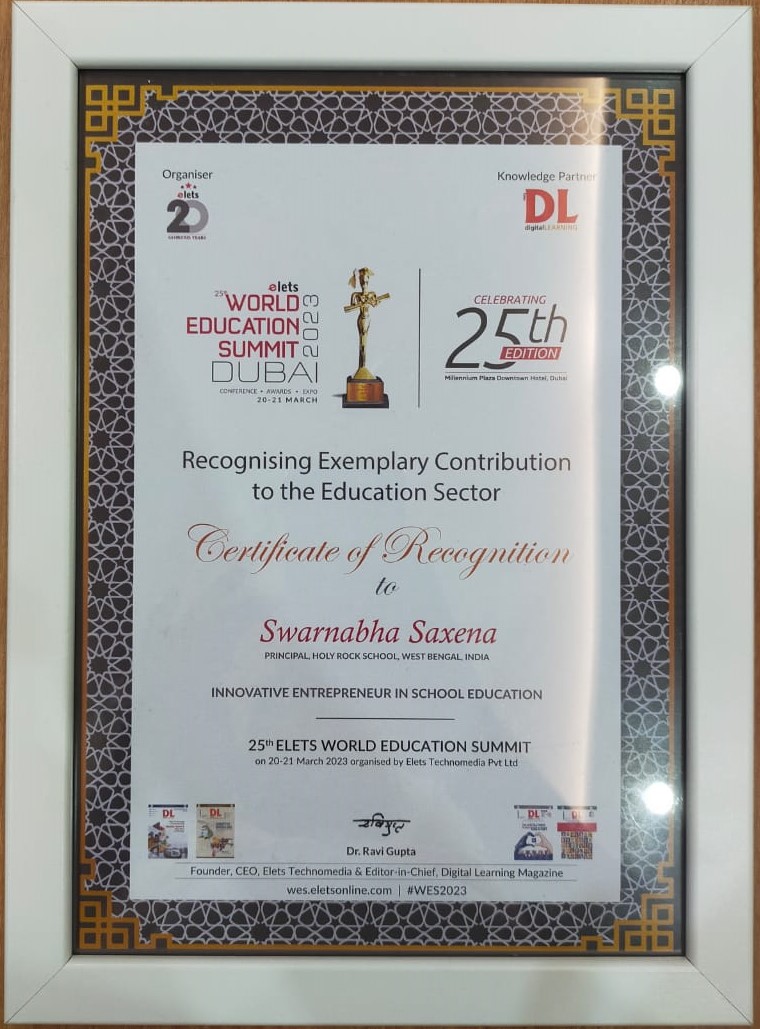 Organiser
elets
20
Knowledge Partner
DL
digitalLEARNING
elets
25th WORLD
EDUCATION
SUMMIT
2023
DUBAI
CONFERENCE • AWARDS • EXPO
20-21 MARCH
CELEBRATING
25th
EDITION
Millennium Plaza Downtown Hotel, Dubai
Recognising Exemplary Contribution
to the Education Sector
Certificate of Recognition
to
Swarnabha Saxena
PRINCIPAL, HOLY ROCK SCHOOL, WEST BENGAL, INDIA
INNOVATIVE ENTREPRENEUR IN SCHOOL EDUCATION
25th ELETS WORLD EDUCATION SUMMIT
on 20-21 March 2023 organised by Elets Technomedia Pvt Ltd
DL
DL
DL
DL
Dr. Ravi Gupta
Founder, CEO, Elets Technomedia & Editor-in-Chief, Digital Learning Magazine
wes.eletsonline.com | #WES2023